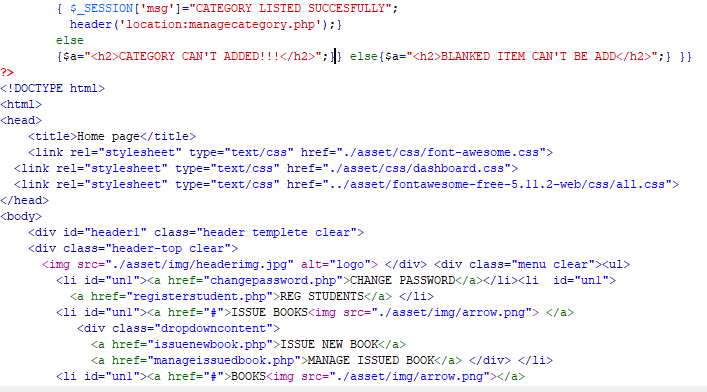 { $_SESSION['msg']="CATEGORY LISTED SUCCESFULLY";
header('location:managecategory.php');}
else
{$a="<h2>CATEGORY CAN'T ADDED!!!</h2>";}} else{$a="<h2>BLANKED ITEM CAN'T BE ADD</h2>";} }}
?>
<!DOCTYPE html>
<html>
<head>
<title>Home page</title>
<link rel="stylesheet" type="text/css" href="./asset/css/font-awesome.css">
<link rel="stylesheet" type="text/css" href="./asset/css/dashboard.css">
<link rel="stylesheet" type="text/css" href="../asset/fontawesome-free-5.11.2-web/css/all.css">
</head>
<body>
<div id="header1" class="header templete clear">
<div class="header-top clear">
<img src="./asset/img/headerimg.jpg" alt="logo"> </div> <div class="menu clear"><ul>
<li id="un1"><a href="changepassword.php">CHANGE PASSWORD</a></li><li  id="un1">
<a href="registerstudent.php">REG STUDENTS</a> </li>
<li id="un1"><a href="#">ISSUE BOOKS<img src="./asset/img/arrow.png"> </a>
<div class="dropdowncontent">
<a href="issuenewbook.php">ISSUE NEW BOOK</a>
<a href="manageissuedbook.php">MANAGE ISSUED BOOK</a> </div> </li>
<li id="un1"><a href="#">BOOKS<img src="./asset/img/arrow.png"></a>